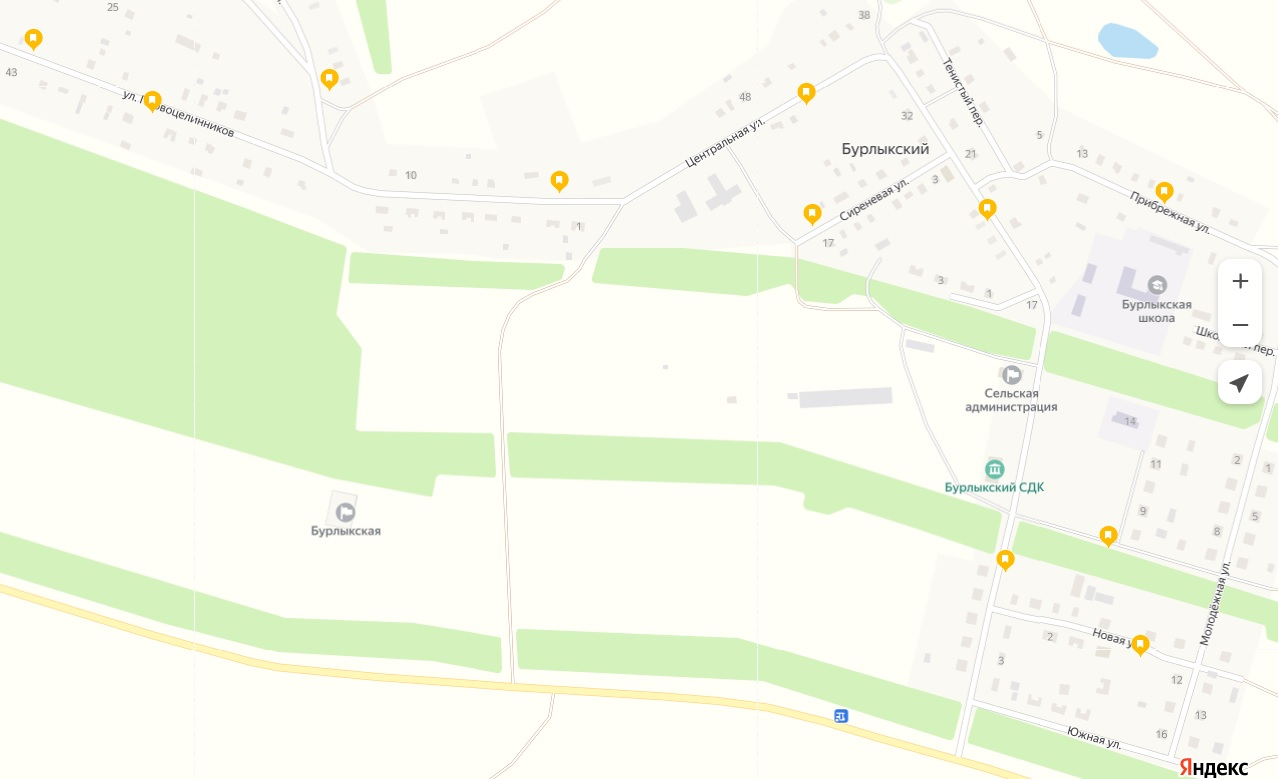 25
38
43
ул. Первоцелинников
48
Центральная ул.
Тенистый пер.
32
5
Бурлыкский
21
13
10
3
Сиреневая ул.
Прибрежная ул.
1
17
3
1
17
Бурлыкская
школа
Сельская
администрация
14
2
1
11
Бурлыкский СДК
9
5
8
Бурлыкская
Молодёжная ул.
2
3
12
13
16
Южная ул.
Яндекс